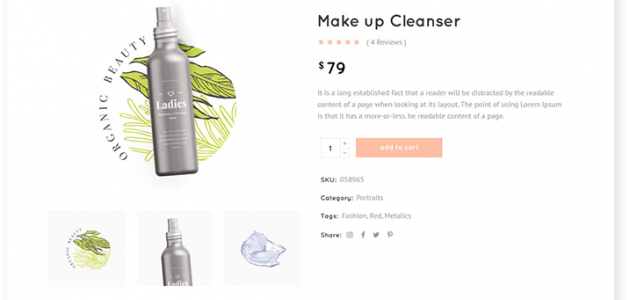 Make up Cleanser
( 4 Reviews )
$79
It is a long established fact that a reader will be distracted by the readable
content of a page when looking at its layout. The point of using Lorem Ipsum
is that it has a more-or-less, he readable content of a page.
1
add to cart
SKU: 058965
Category: Portraits
Tags: Fashion, Red, Metalics
Share:
ORGANIC BEAUTY
Ladies
ORGANIC BEAUTY
Ladies